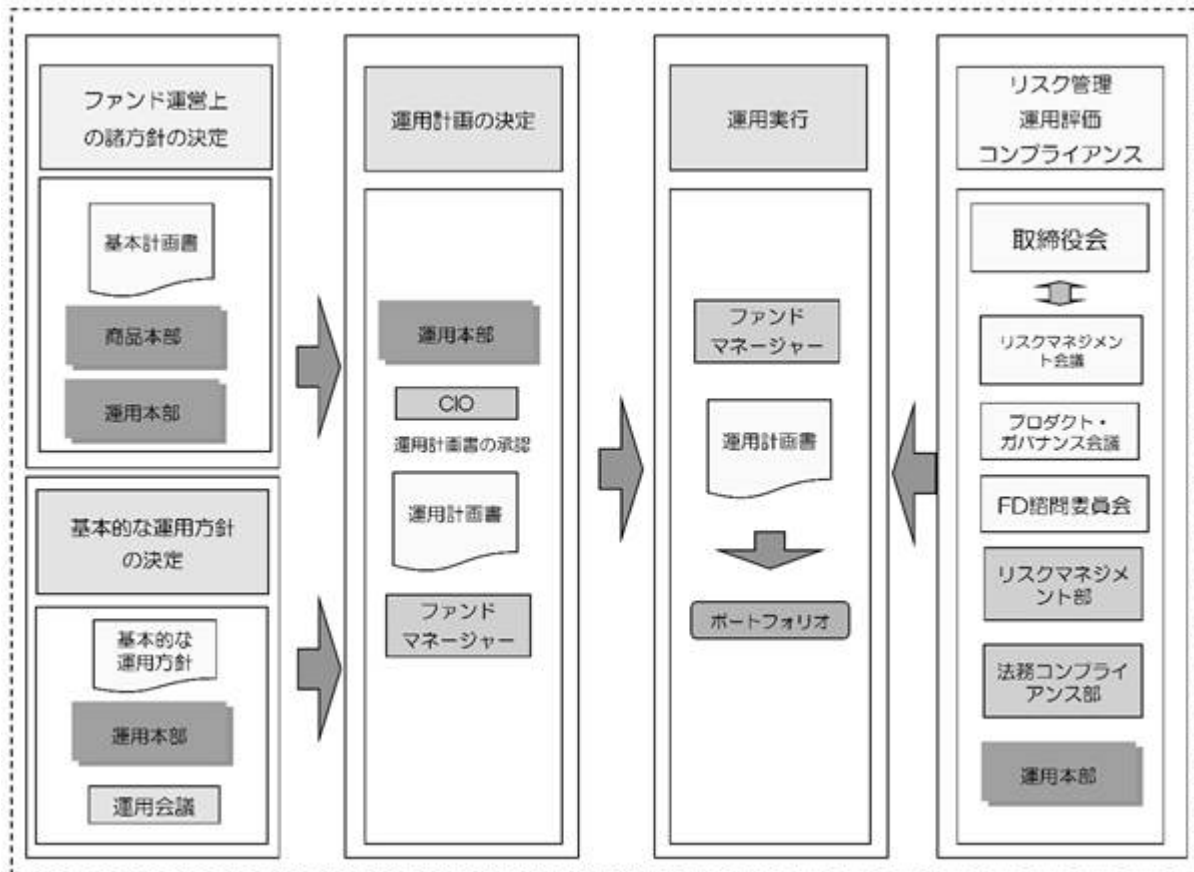 ファンド運営上
の諸方針の決定
基本計画書
商品本部
運用本部
基本的な運用方針
の決定
基本的な
運用方針
運用本部
運用会議
運用計画の決定
運用本部
CIO
運用計画書の承認
運用計画書
ファンド
マネージャー
運用実行
ファンド
マネージャー
運用計画書
ポートフォリオ
リスク管理
運用評価
コンプライアンス
取締役会
リスクマネジメン
ト会議
プロダクト・
ガバナンス会議
FD諮問委員会
リスクマネジメ
ント部
法務コンプライ
アンス部
運用本部